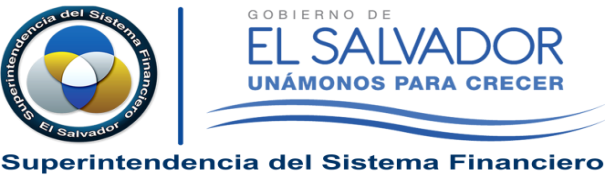 Superintendencia del Sistema Financiero
El Salvador
GOBIERNO DE
EL SALVADOR
UNÁMONOS PARA CRECER
Superintendencia del Sistema Financiero